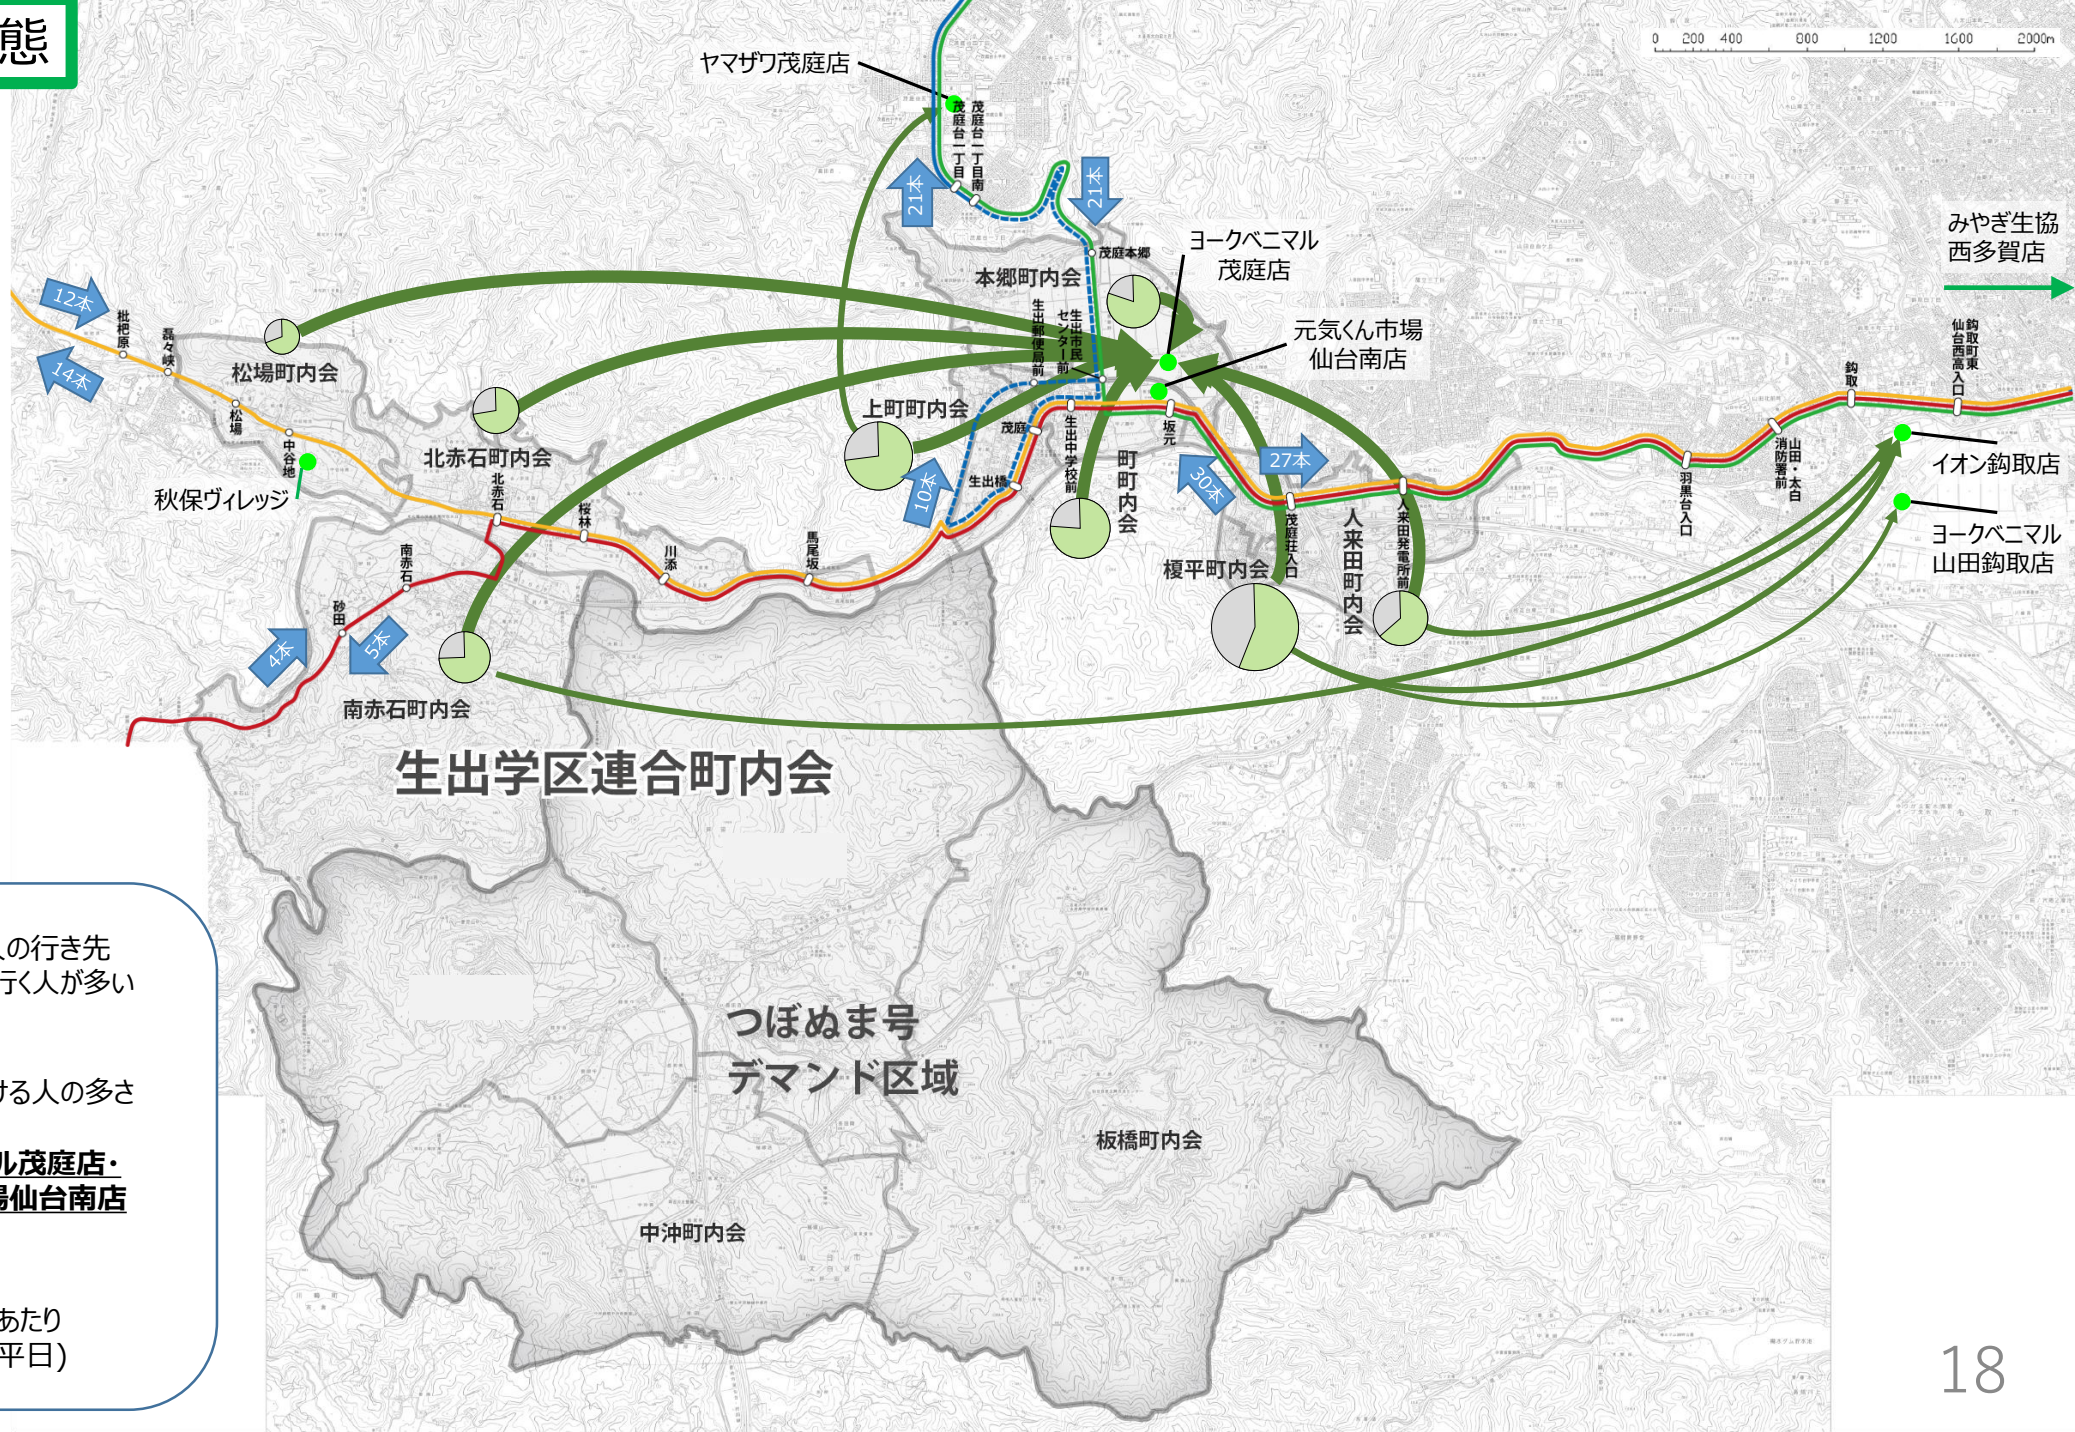 態
0 200 400 800 1200 1600 2000m
ヤマザワ茂庭店
茂庭台一丁目
茂庭台一丁目南
21本
21本
茂庭本郷
ヨークベニマル
茂庭店
みやぎ生協
西多賀店
本郷町内会
12本
枇杷原
磊々峡
14本
松場町内会
生出郵便局前
生出市民
センター前
元気くん市場
仙台南店
鈎取
鈎取町東
仙台西高入口
松場
中谷地
上町町内会
茂庭
生出中学校前
坂元
北赤石町内会
北赤石
秋保ヴィレッジ
桜林
10本
生出橋
町町内会
30本
27本
人来田発電所前
羽黒台入口
山田・太白
消防署前
イオン鈎取店
ヨークベニマル
山田鈎取店
南赤石
川添
馬尾坂
榎平町内会
茂庭荘入口
人来田町内会
砂田
4本
5本
南赤石町内会
生出学区連合町内会
人の行き先
行く人が多い
つぼぬま号
デマンド区域
ける人の多さ
ル茂庭店・
場仙台南店
板橋町内会
中沖町内会
あたり
平日)
18